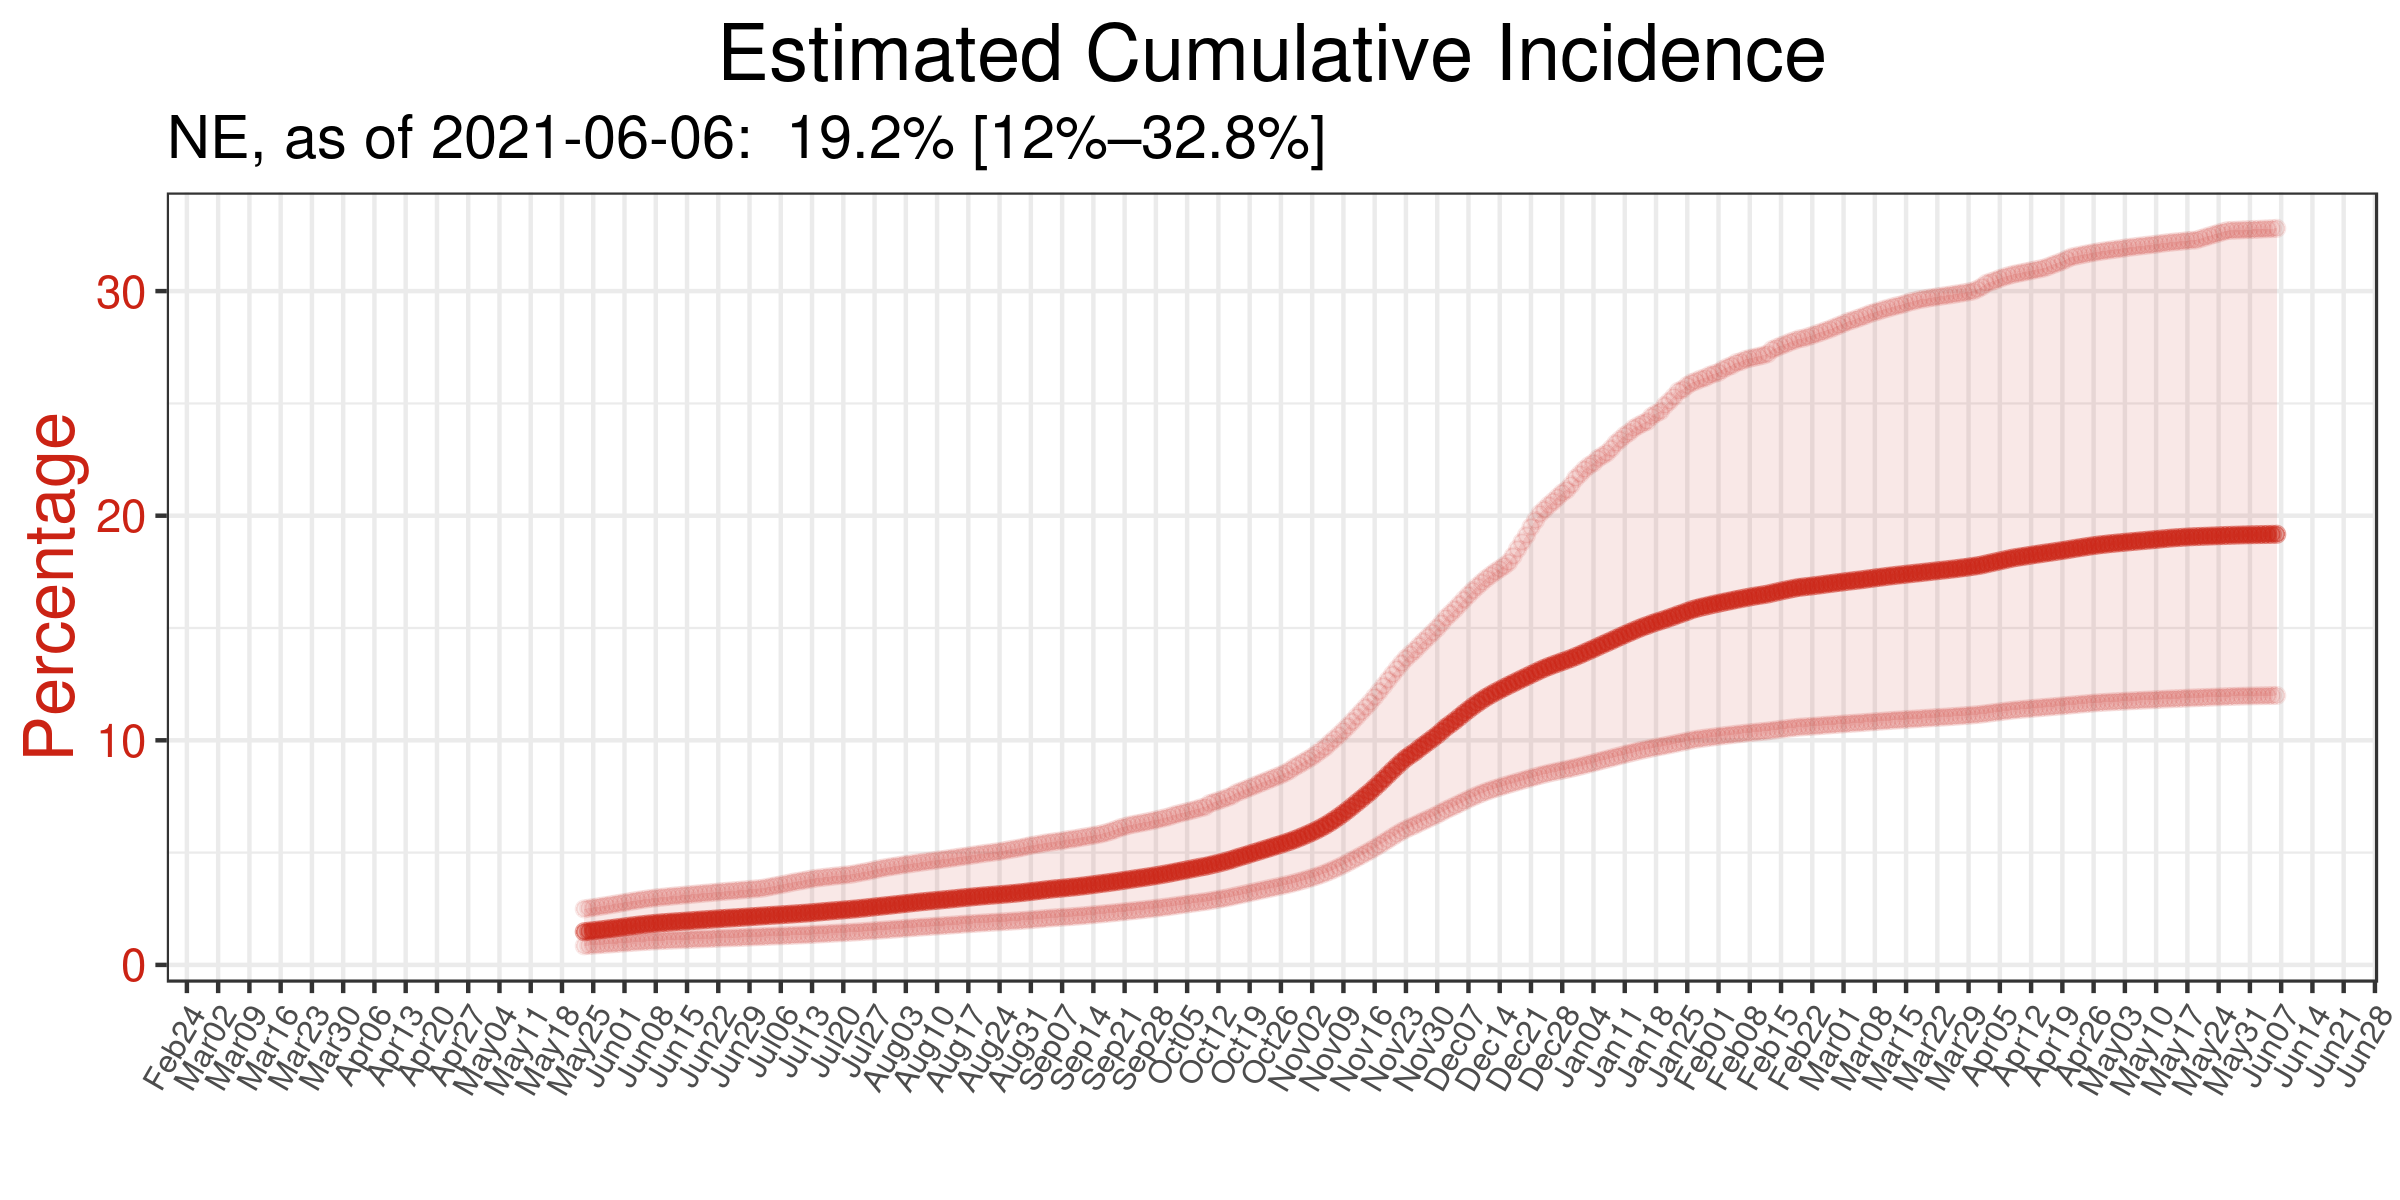 Estimated Cumulative Incidence
NE, as of 2021-06-06:  19.2% [12%–32.8%]
Percentage
30
20
10
0
Feb24
Mar02
Mar09
Mar16
Mar23
Mar30
Apr06
Apr13
Apr20
Apr27
May04
May11
May18
May25
Jun01
Jun08
Jun15
Jun22
Jun29
Jul06
Jul13
Jul20
Jul27
Aug03
Aug10
Aug17
Aug24
Aug31
Sep07
Sep14
Sep21
Sep28
Oct05
Oct12
Oct19
Oct26
Nov02
Nov09
Nov16
Nov23
Nov30
Dec07
Dec14
Dec21
Dec28
Jan04
Jan11
Jan18
Jan25
Feb01
Feb08
Feb15
Feb22
Mar01
Mar08
Mar15
Mar22
Mar29
Apr05
Apr12
Apr19
Apr26
May03
May10
May17
May24
May31
Jun07
Jun14
Jun21
Jun28